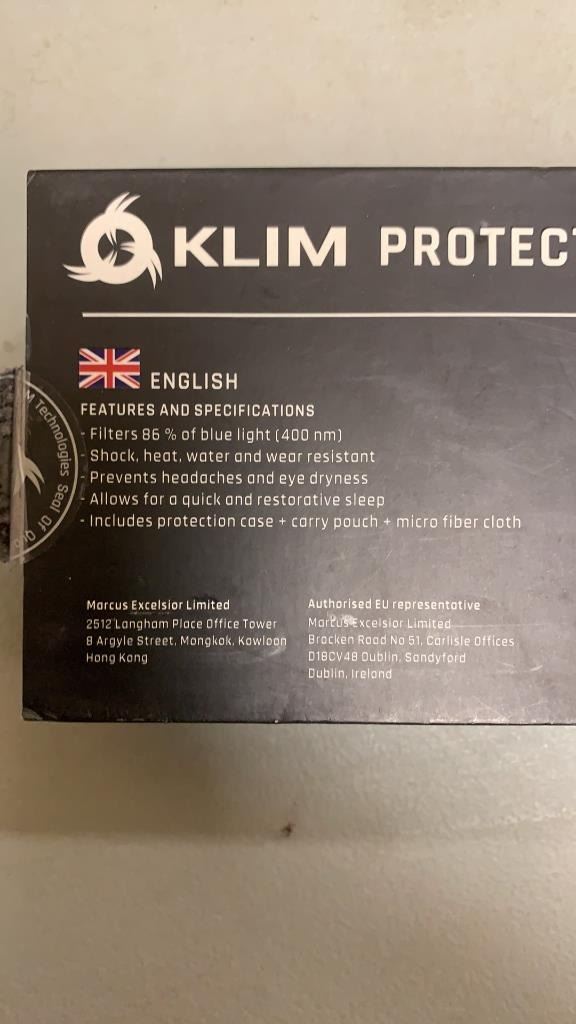 KLIM PROTEC
ENGLISH
FEATURES AND SPECIFICATIONS
- Filters 86 % of blue light (400 nm)
- Shock, heat, water and wear resistant
- Prevents headaches and eye dryness
- Allows for a quick and restorative sleep
- Includes protection case + carry pouch + micro fiber cloth
M Technologies Seal Of
Marcus Excelsior Limited
2512 Langham Place Office Tower
8 Argyle Street, Mongkok, Kowloon
Hong Kong
Authorised EU representative
Marcus Excelsior Limited
Bracken Road No 51, Carlisle Offices
D18CV48 Dublin, Sandyford
Dublin, Ireland